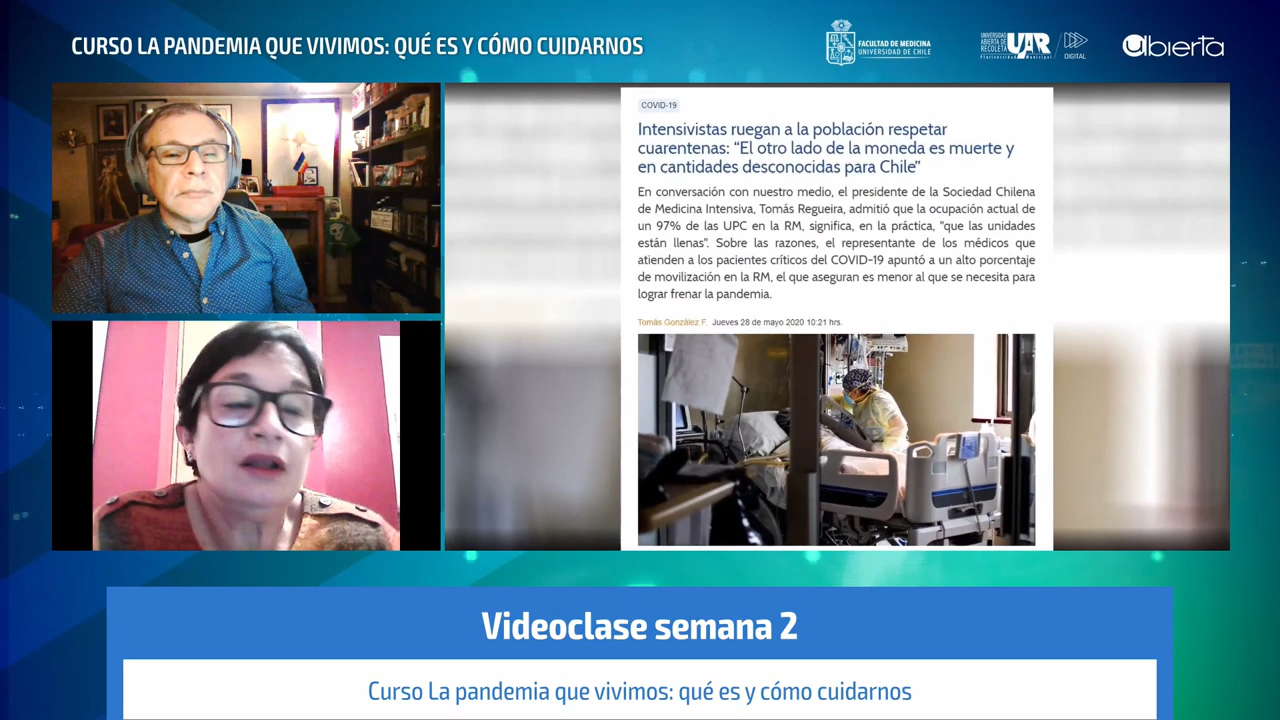 CURSO LA PANDEMIA QUE VIVIMOS: QUÉ ES Y CÓMO CUIDARNOS
FACULTAD DE MEDICINA
UNIVERSIDAD DE CHILE
UNIVERSIDAD
ABIERTA DE
RECOLETA
UAR
Pluriversidad Municipal
DIGITAL
abierta
COVID-19
Intensivistas ruegan a la población respetar
cuarentenas: “El otro lado de la moneda es muerte y
en cantidades desconocidas para Chile”
En conversación con nuestro medio, el presidente de la Sociedad Chilena
de Medicina Intensiva, Tomás Regueira, admitió que la ocupación actual de
un 97% de las UPC en la RM, significa, en la práctica, "que las unidades
están llenas". Sobre las razones, el representante de los médicos que
atienden a los pacientes críticos del COVID-19 apuntó a un alto porcentaje
de movilización en la RM, el que aseguran es menor al que se necesita para
lograr frenar la pandemia.
Tomás González F. Jueves 28 de mayo 2020 10:21 hrs.
Videoclase semana 2
Curso La pandemia que vivimos: qué es y cómo cuidarnos